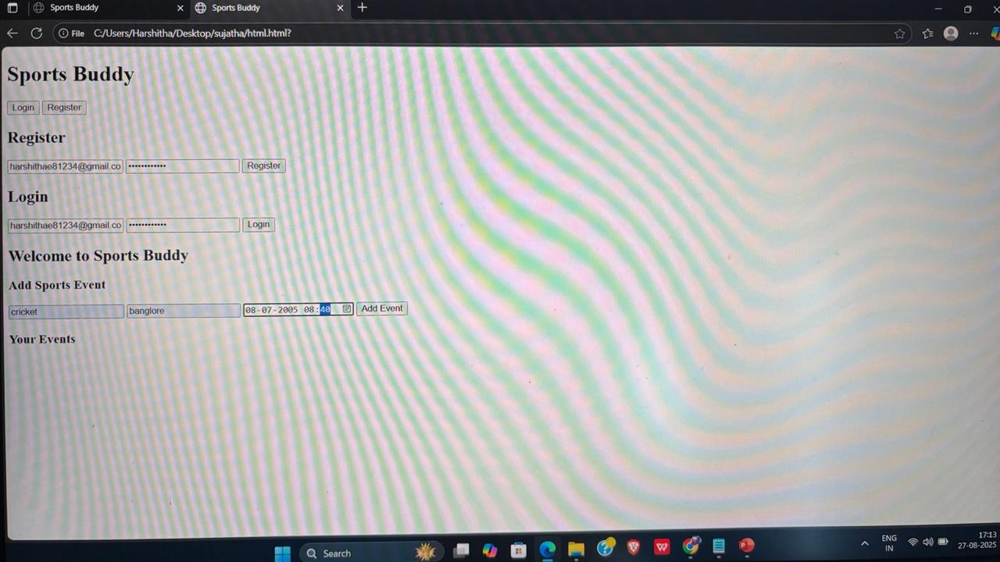 Sports Buddy Sports Buddy
File C:/Users/Harshitha/Desktop/sujatha/html.html?
Sports Buddy
Login Register
Register
harshithae81234@gmail.co •••••••••••• Register
Login
harshithae81234@gmail.co •••••••••••• Login
Welcome to Sports Buddy
Add Sports Event
cricket banglore 08-07-2005 08:40 Add Event
Your Events
Search
ENG
IN
17:13
27-08-2025